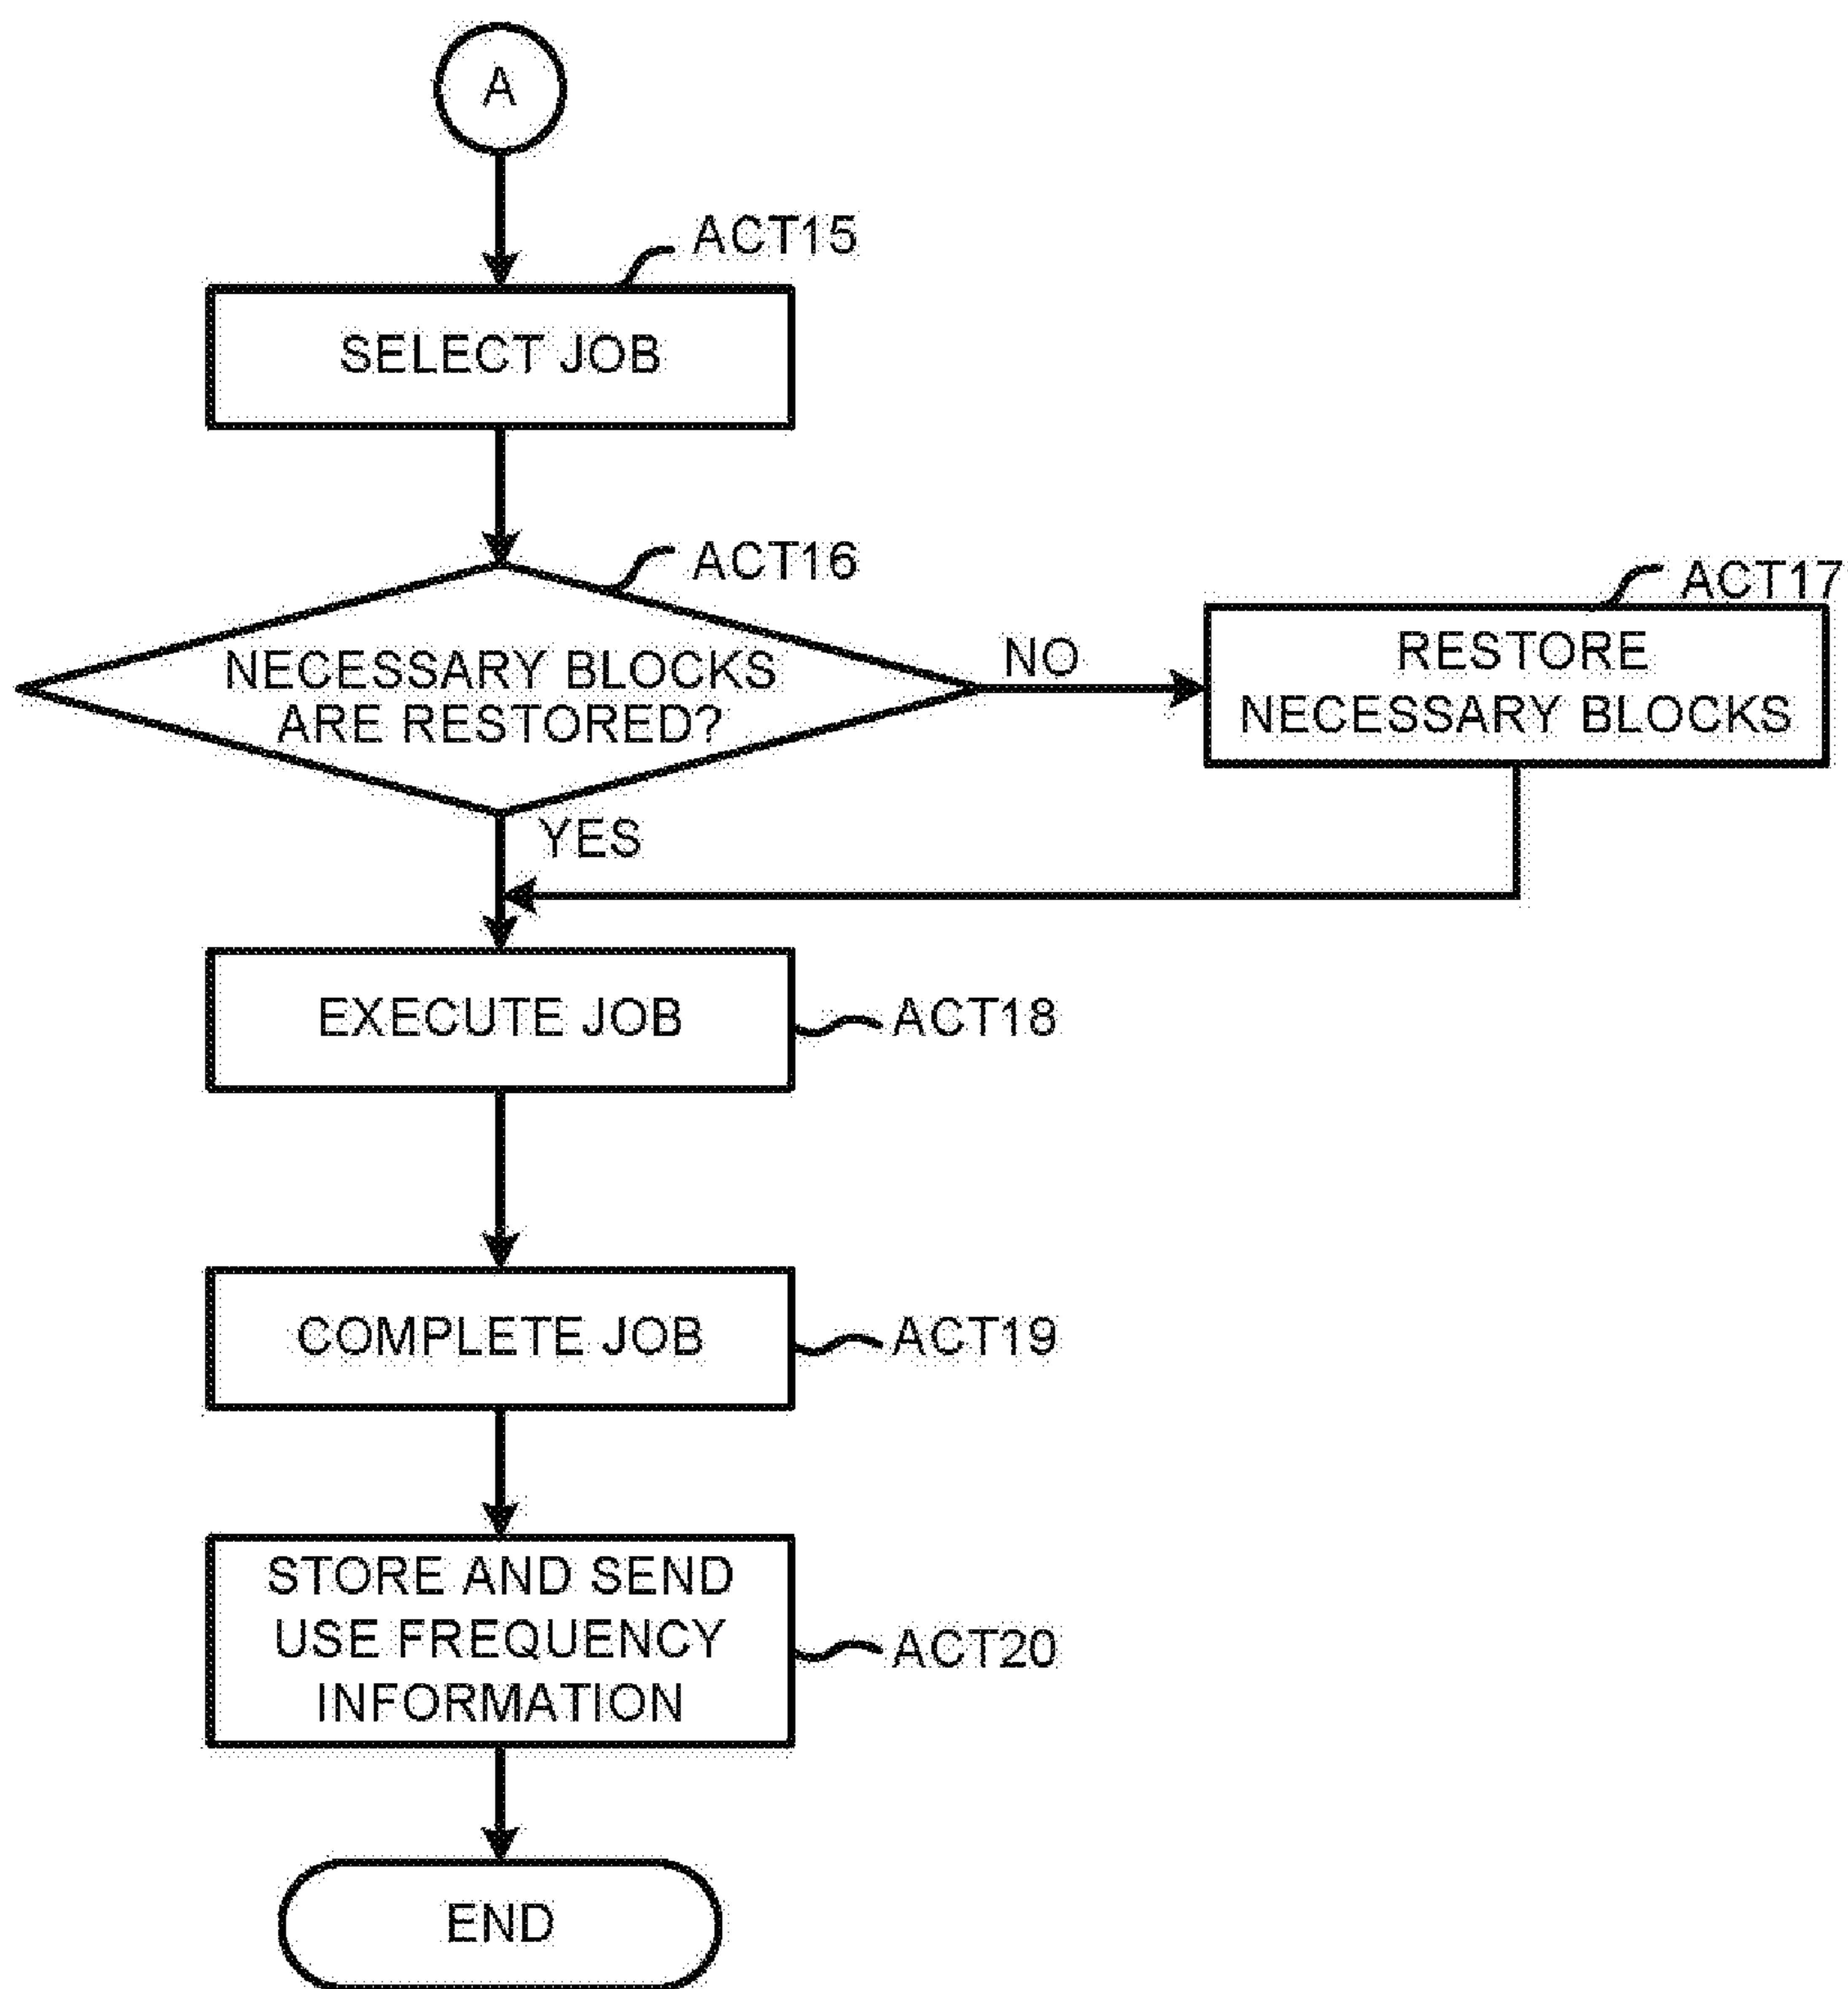 A
ACT15
SELECT JOB
ACT16
NECESSARY BLOCKS
ARE RESTORED?
NO
ACT17
RESTORE
NECESSARY BLOCKS
YES
EXECUTE JOB
ACT18
COMPLETE JOB
ACT19
STORE AND SEND
USE FREQUENCY
INFORMATION
ACT20
END